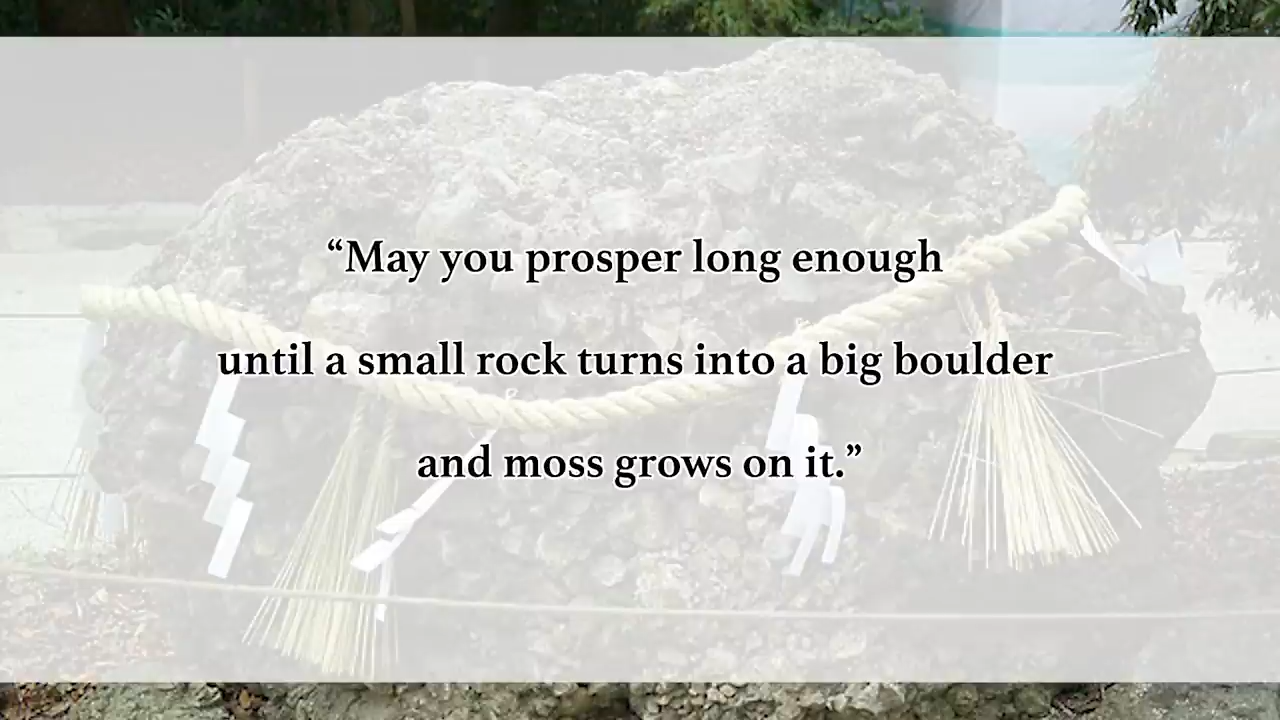 “May you prosper long enough
until a small rock turns into a big boulder
and moss grows on it.”